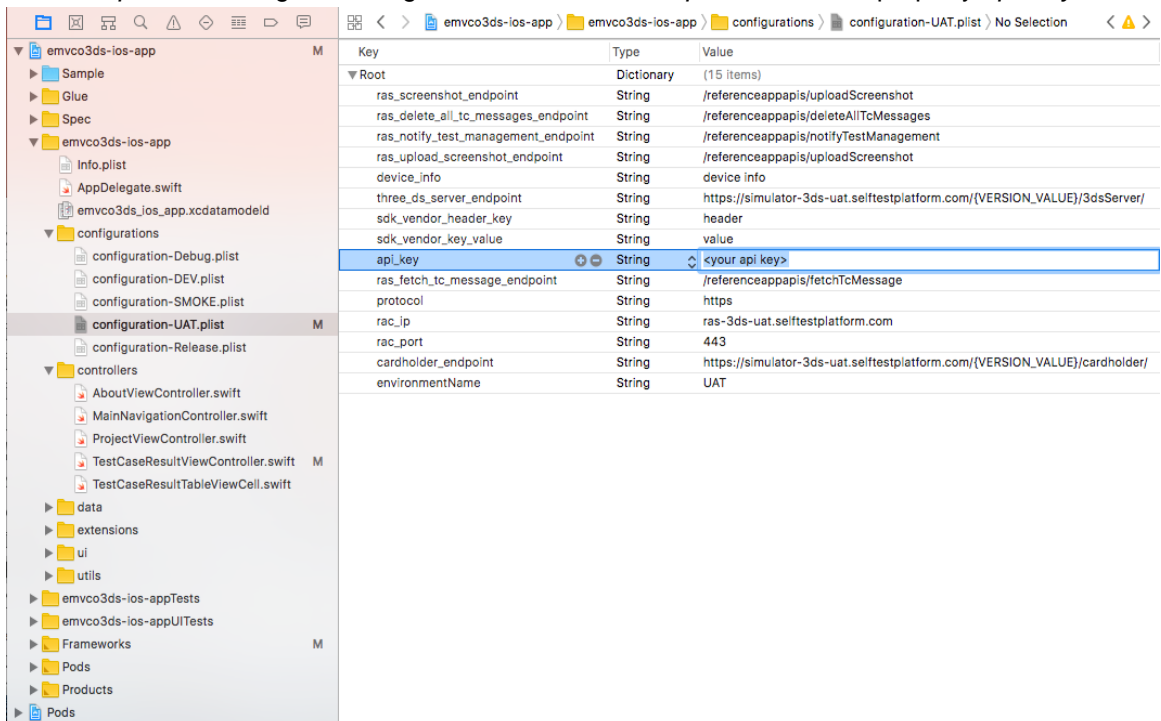 emvco3ds-ios-app
emvco3ds-ios-app
configurations
configuration-UAT.plist
No Selection
emvco3ds-ios-app M
Sample
Glue
Spec
emvco3ds-ios-app
Info.plist
AppDelegate.swift
emvco3ds_ios_app.xcdatamodeld
configurations
configuration-Debug.plist
configuration-DEV.plist
configuration-SMOKE.plist
configuration-UAT.plist M
configuration-Release.plist
controllers
AboutViewController.swift
MainNavigationController.swift
ProjectViewController.swift
TestCaseResultViewController.swift M
TestCaseResultTableViewCell.swift
data
extensions
ui
utils
emvco3ds-ios-appTests
emvco3ds-ios-appUITests
Frameworks M
Pods
Products
Pods
Key Type Value
Root Dictionary (15 items)
ras_screenshot_endpoint String /referenceappapis/uploadScreenshot
ras_delete_all_tc_messages_endpoint String /referenceappapis/deleteAllTcMessages
ras_notify_test_management_endpoint String /referenceappapis/notifyTestManagement
ras_upload_screenshot_endpoint String /referenceappapis/uploadScreenshot
device_info String device info
three_ds_server_endpoint String https://simulator-3ds-uat.selftestplatform.com/{VERSION_VALUE}/3dsServer/
sdk_vendor_header_key String header
sdk_vendor_key_value String value
api_key String <your api key>
ras_fetch_tc_message_endpoint String /referenceappapis/fetchTcMessage
protocol String https
rac_ip String ras-3ds-uat.selftestplatform.com
rac_port String 443
cardholder_endpoint String https://simulator-3ds-uat.selftestplatform.com/{VERSION_VALUE}/cardholder/
environmentName String UAT